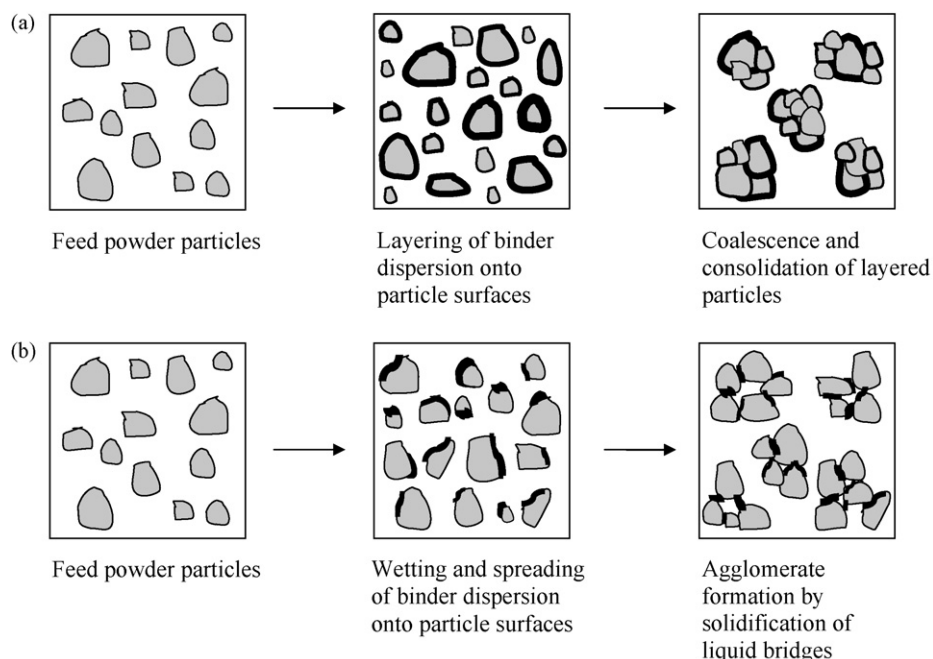 (a)
Feed powder particles
Layering of binder
dispersion onto
particle surfaces
Coalescence and
consolidation of layered
particles
(b)
Feed powder particles
Wetting and spreading
of binder dispersion
onto particle surfaces
Agglomerate
formation by
solidification of
liquid bridges